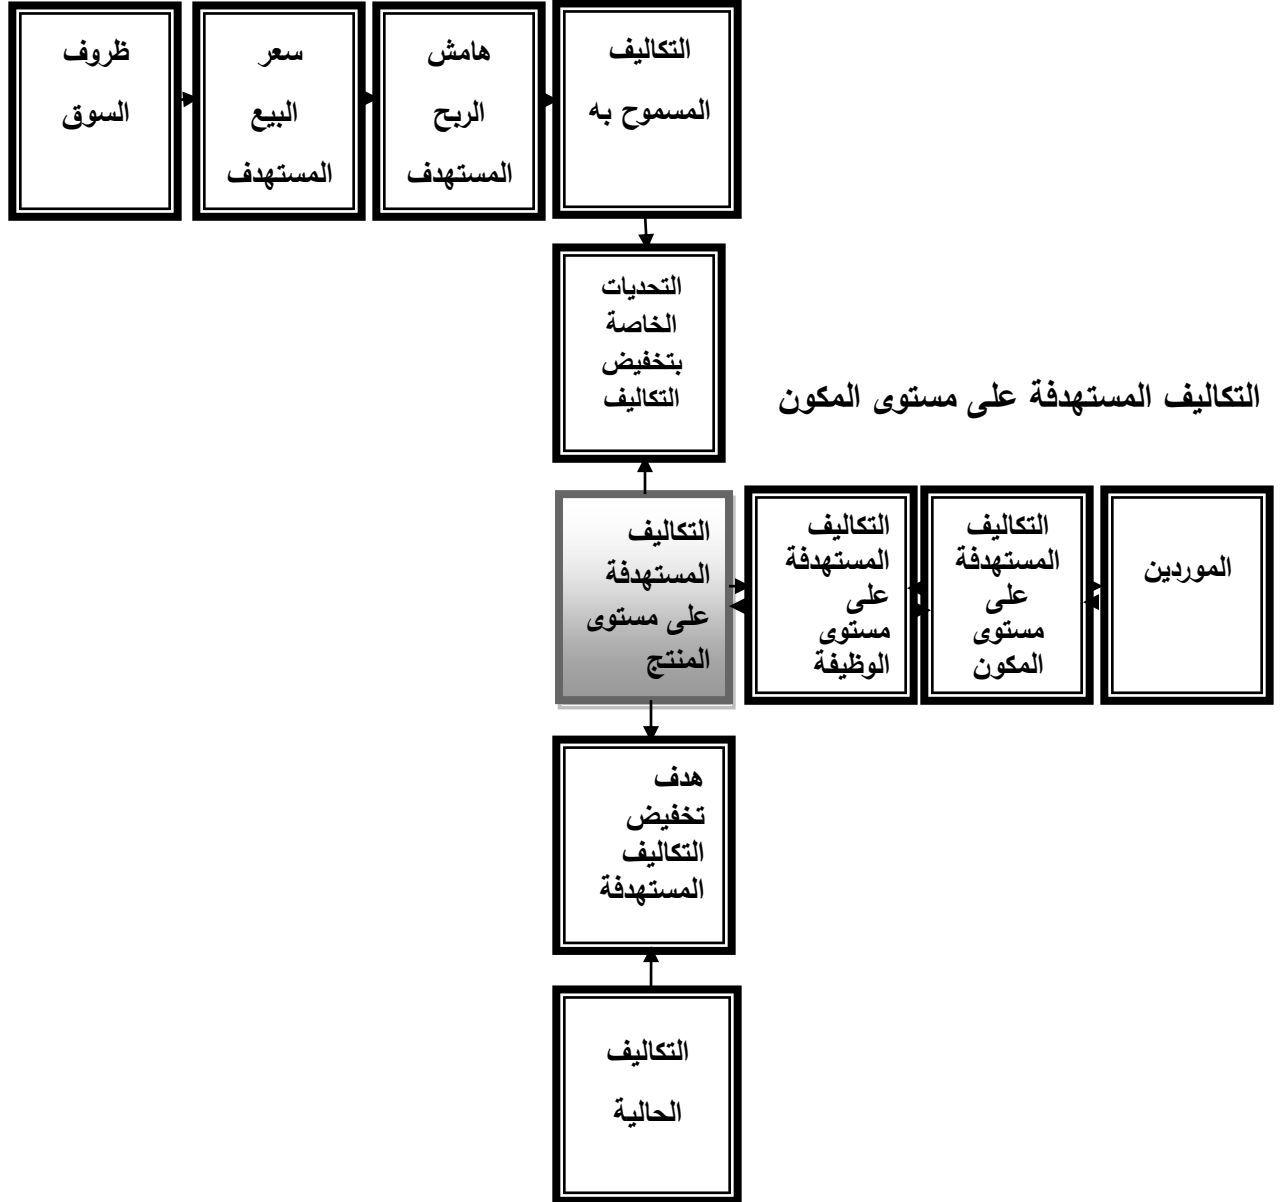 ظروف
السوق
سعر
البيع
المستهدف
هامش
الربح
المستهدف
التكاليف
المسموح به
التحديات
الخاصة
بتخفيض
التكاليف
التكاليف المستهدفة على مستوى المكون
التكاليف
المستهدفة
على مستوى
المنتج
التكاليف
المستهدفة
على
مستوى
الوظيفة
التكاليف
المستهدفة
على
مستوى
المكون
الموردين
هدف
تخفيض
التكاليف
المستهدفة
التكاليف
الحالية